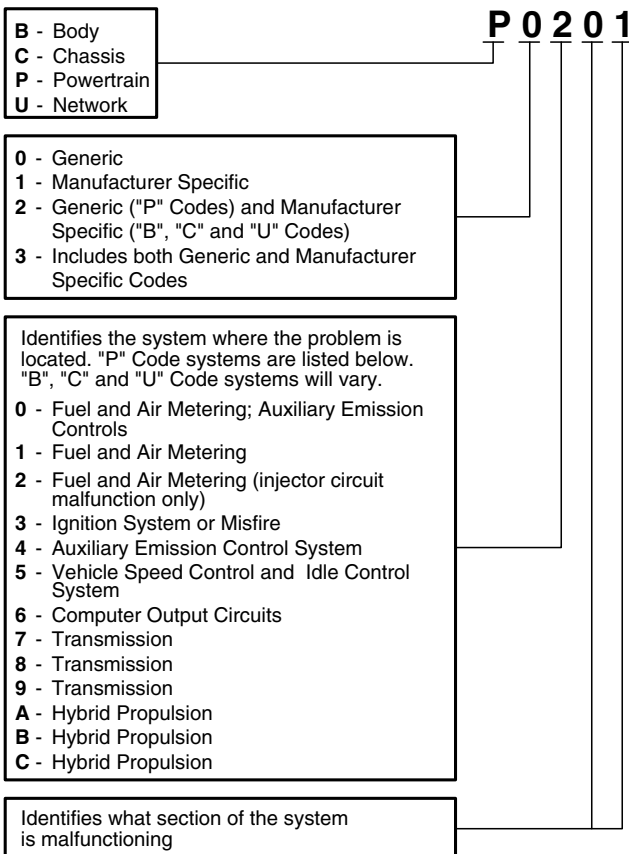 P 0 2 0 1
B - Body
C - Chassis
P - Powertrain
U - Network
0 - Generic
1 - Manufacturer Specific
2 - Generic ("P" Codes) and Manufacturer
Specific ("B", "C" and "U" Codes)
3 - Includes both Generic and Manufacturer
Specific Codes
Identifies the system where the problem is
located. "P" Code systems are listed below.
"B", "C" and "U" Code systems will vary.
0 - Fuel and Air Metering; Auxiliary Emission
Controls
1 - Fuel and Air Metering
2 - Fuel and Air Metering (injector circuit
malfunction only)
3 - Ignition System or Misfire
4 - Auxiliary Emission Control System
5 - Vehicle Speed Control and Idle Control
System
6 - Computer Output Circuits
7 - Transmission
8 - Transmission
9 - Transmission
A - Hybrid Propulsion
B - Hybrid Propulsion
C - Hybrid Propulsion
Identifies what section of the system
is malfunctioning